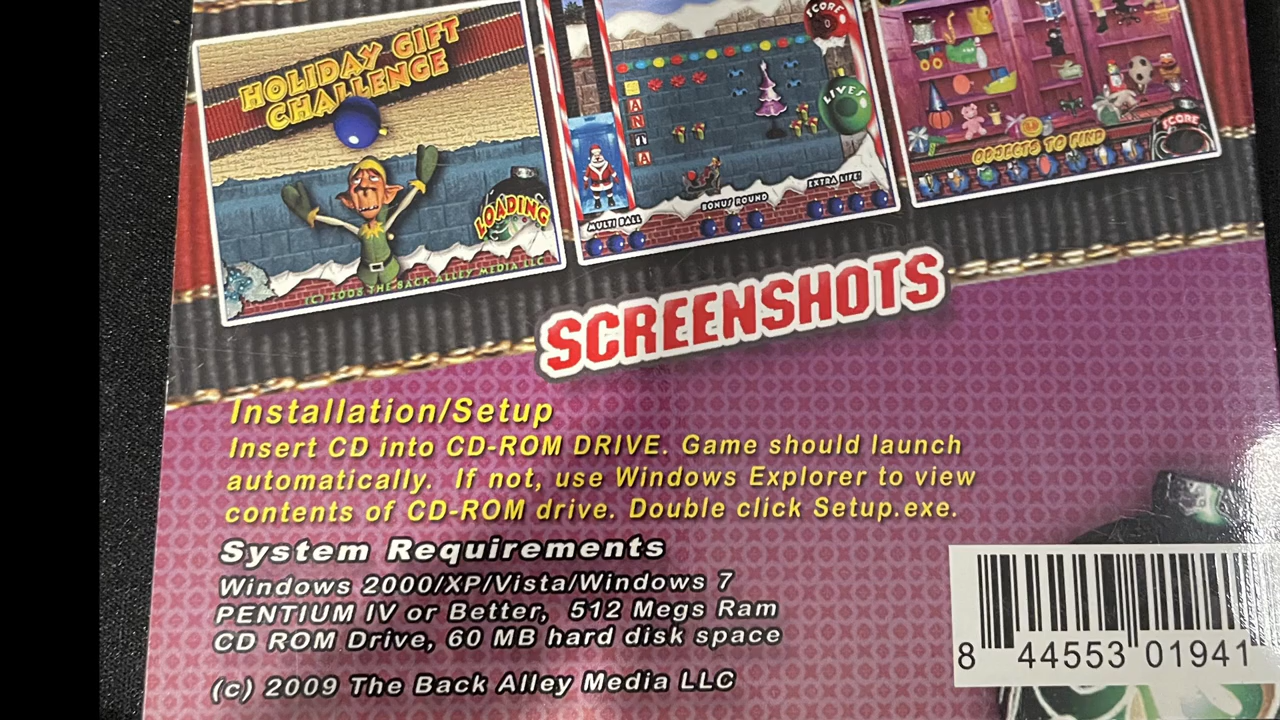 HOLIDAY GIFT
CHALLENGE
LOADING
(C) 2008 THE BACK ALLEY MEDIA LLC
SCORE
LIVES
MULTI BALL
BONUS ROUND
EXTRA LIFE!
OBJECTS TO FIND
SCORE
SCREENSHOTS
Installation/Setup
Insert CD into CD-ROM DRIVE. Game should launch
automatically. If not, use Windows Explorer to view
contents of CD-ROM drive. Double click Setup.exe.
System Requirements
Windows 2000/XP/Vista/Windows 7
PENTIUM IV or Better, 512 Megs Ram
CD ROM Drive, 60 MB hard disk space
(c) 2009 The Back Alley Media LLC
8 44553 01941